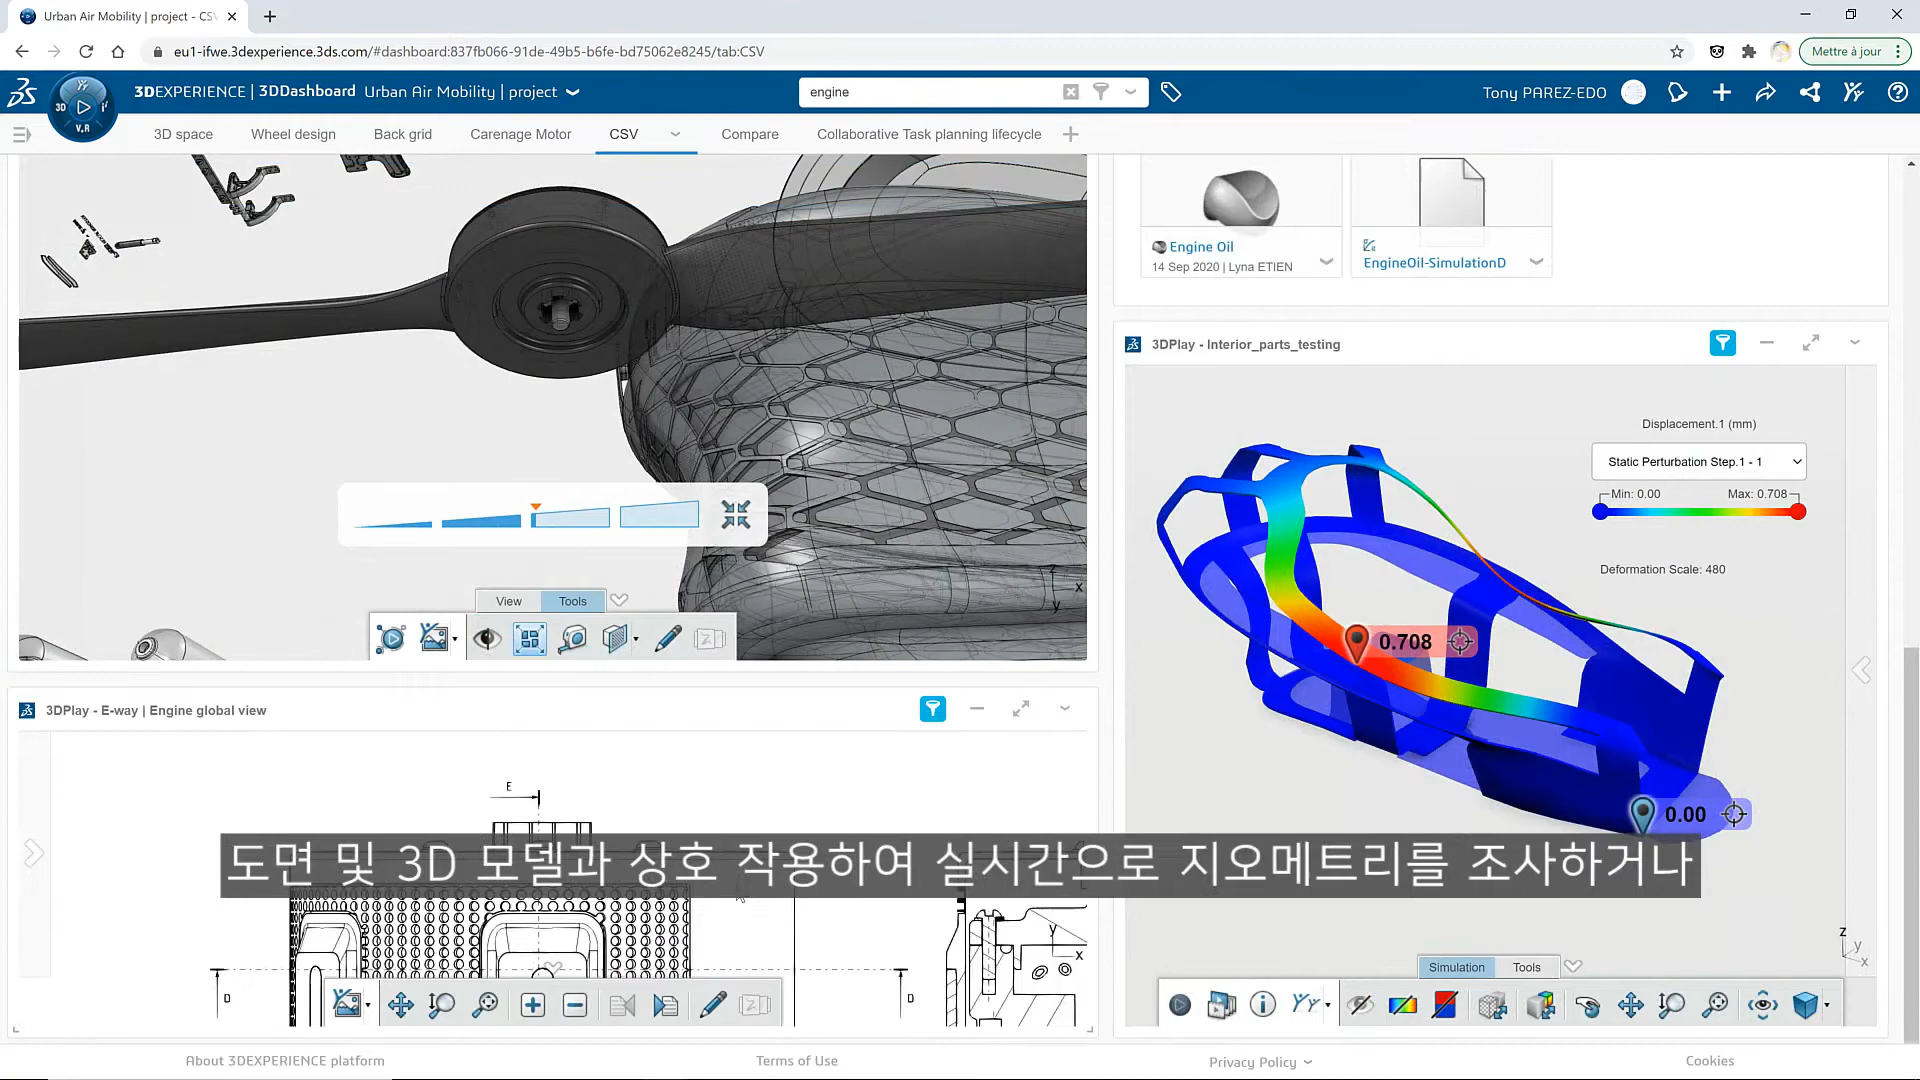 Urban Air Mobility | project - CS
eu1-ifwe.3dexperience.3ds.com/#dashboard:837fb066-91de-49b5-b6fe-bd75062e8245/tab:CSV
Mettre à jour
3D
V.R
3DEXPERIENCE | 3DDashboard Urban Air Mobility | project
engine
Tony PAREZ-EDO
3D space
Wheel design
Back grid
Carenage Motor
CSV
Compare
Collaborative Task planning lifecycle
Engine Oil
14 Sep 2020 | Lyna ETIEN
EngineOil-SimulationD
3DPlay - Interior_parts_testing
Displacement.1 (mm)
Static Perturbation Step.1 - 1
Min: 0.00
Max: 0.708
Deformation Scale: 480
0.708
0.00
z
x
y
View
Tools
3DPlay - E-way | Engine global view
E
도면 및 3D 모델과 상호 작용하여 실시간으로 지오메트리를 조사하거나
D
D
y
x
z
y
x
Simulation
Tools
About 3DEXPERIENCE platform
Terms of Use
Privacy Policy
Cookies